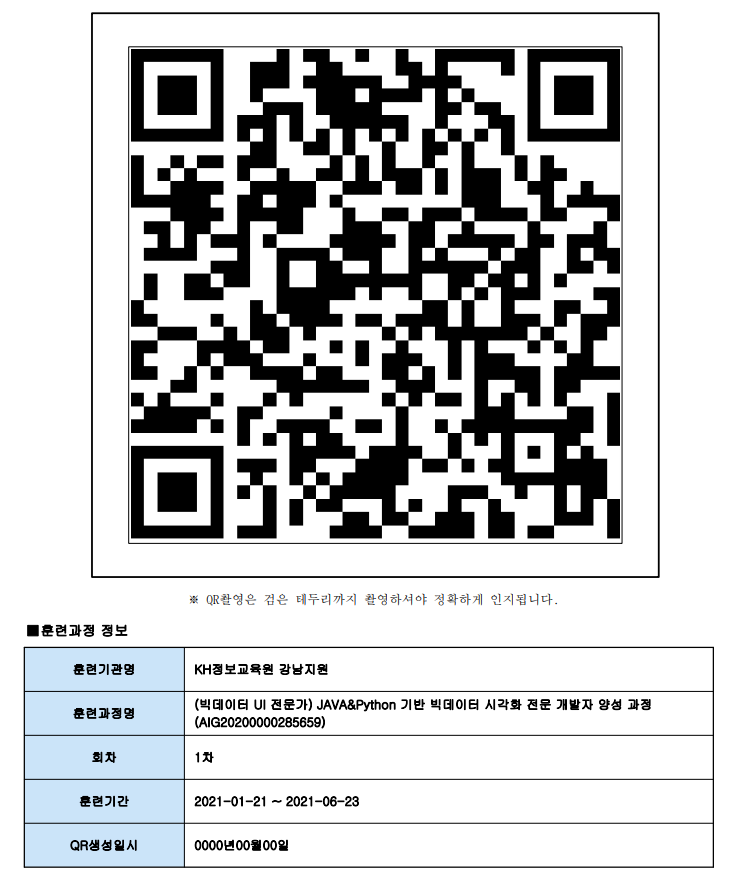 ※ QR촬영은 검은 테두리까지 촬영하셔야 정확하게 인지됩니다.
■훈련과정 정보
훈련기관명 KH정보교육원 강남지원
훈련과정명 (빅데이터 UI 전문가) JAVA&Python 기반 빅데이터 시각화 전문 개발자 양성 과정
(AIG20200000285659)
회차 1차
훈련기간 2021-01-21 ~ 2021-06-23
QR생성일시 0000년00월00일